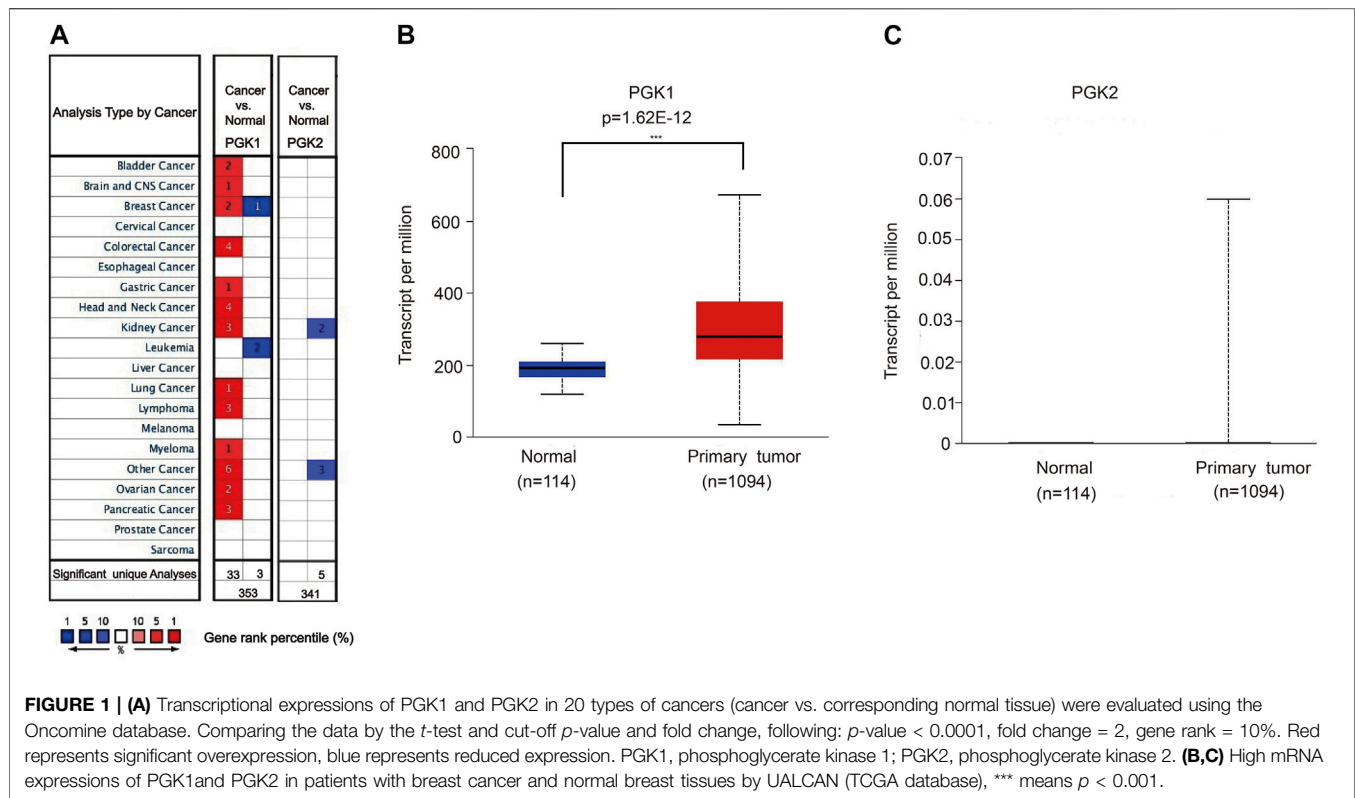 A
Analysis Type by Cancer
Cancer
vs.
Normal
PGK1
Cancer
vs.
Normal
PGK2
Bladder Cancer 2
Brain and CNS Cancer 1
Breast Cancer 2 1
Cervical Cancer
Colorectal Cancer 4
Esophageal Cancer
Gastric Cancer 1
Head and Neck Cancer 4
Kidney Cancer 3 2
Leukemia 2
Liver Cancer
Lung Cancer 1
Lymphoma 3
Melanoma
Myeloma 1
Other Cancer 6 3
Ovarian Cancer 2
Pancreatic Cancer 3
Prostate Cancer
Sarcoma
Significant unique Analyses 33 3 5
353 341
1 5 10 10 5 1
%
Gene rank percentile (%)
B
PGK1
p=1.62E-12
***
Transcript per million
800
600
400
200
0
Normal
(n=114)
Primary tumor
(n=1094)
C
PGK2
Transcript per million
0.07
0.06
0.05
0.04
0.03
0.02
0.01
0
Normal
(n=114)
Primary tumor
(n=1094)
FIGURE 1 | (A) Transcriptional expressions of PGK1 and PGK2 in 20 types of cancers (cancer vs. corresponding normal tissue) were evaluated using the
Oncomine database. Comparing the data by the t-test and cut-off p-value and fold change, following: p-value < 0.0001, fold change = 2, gene rank = 10%. Red
represents significant overexpression, blue represents reduced expression. PGK1, phosphoglycerate kinase 1; PGK2, phosphoglycerate kinase 2. (B,C) High mRNA
expressions of PGK1and PGK2 in patients with breast cancer and normal breast tissues by UALCAN (TCGA database), *** means p < 0.001.